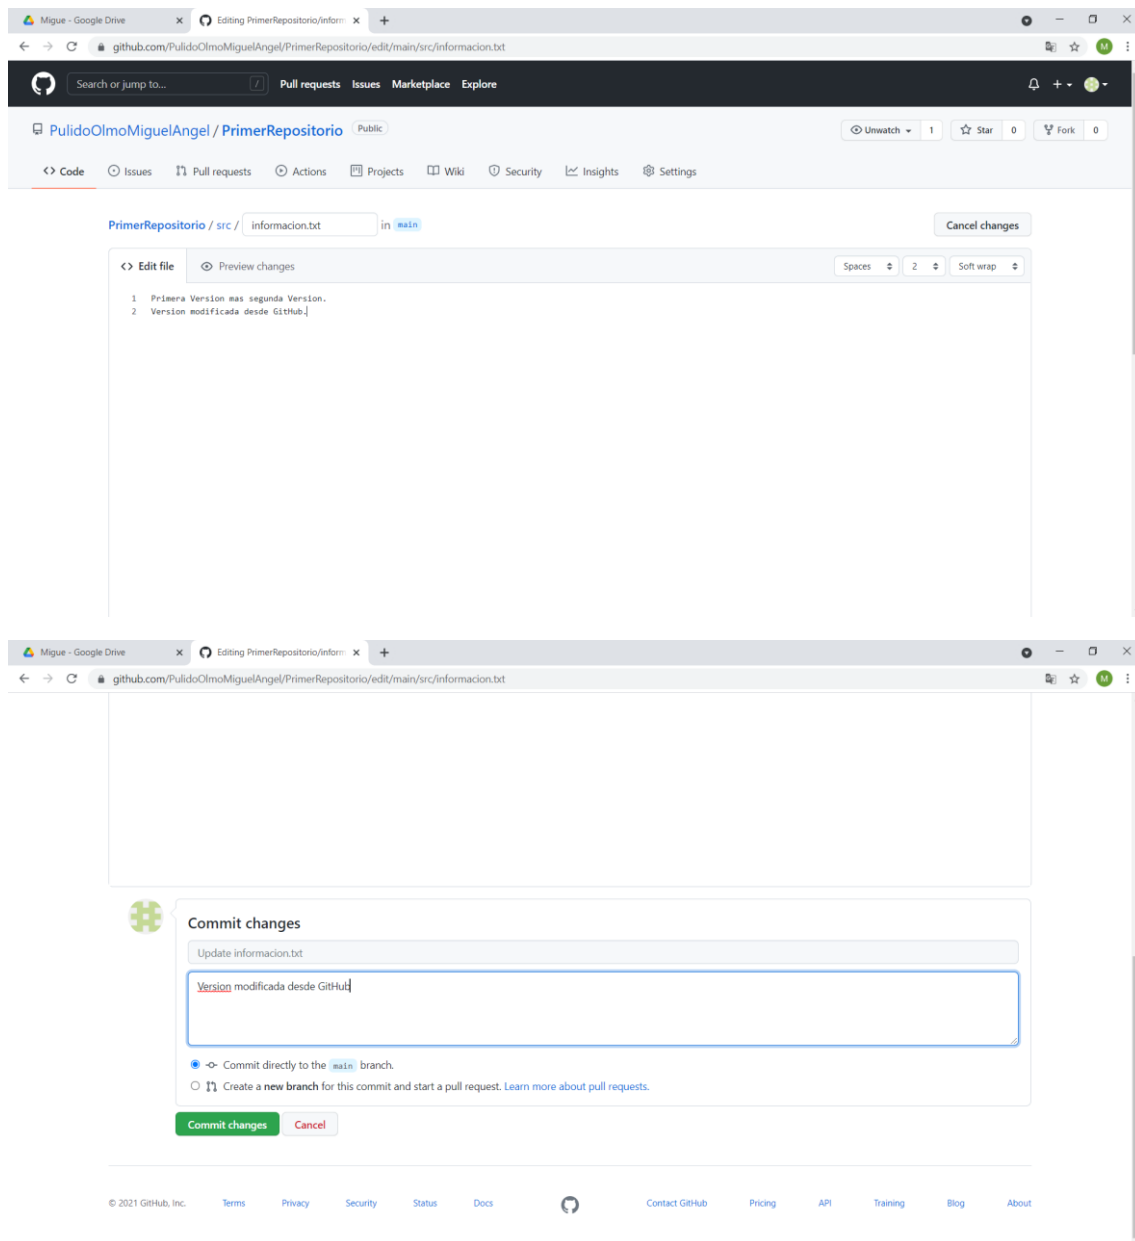 Migue - Google Drive
Editing PrimerRepositorio/inform
github.com/PulidoOlmoMiguelAngel/PrimerRepositorio/edit/main/src/informacion.txt
M
Search or jump to...
/
Pull requests Issues Marketplace Explore
PulidoOlmoMiguelAngel / PrimerRepositorio Public
Unwatch 1 Star 0 Fork 0
<> Code Issues Pull requests Actions Projects Wiki Security Insights Settings
PrimerRepositorio / src / informacion.txt in main
Cancel changes
<> Edit file Preview changes
Spaces 2 Soft wrap
1 Primera Version mas segunda Version.
2 Version modificada desde GitHub.
Migue - Google Drive
Editing PrimerRepositorio/inform
github.com/PulidoOlmoMiguelAngel/PrimerRepositorio/edit/main/src/informacion.txt
M
Commit changes
Update informacion.txt
Version modificada desde GitHub
Commit directly to the main branch.
Create a new branch for this commit and start a pull request. Learn more about pull requests.
Commit changes Cancel
© 2021 GitHub, Inc. Terms Privacy Security Status Docs Contact GitHub Pricing API Training Blog About